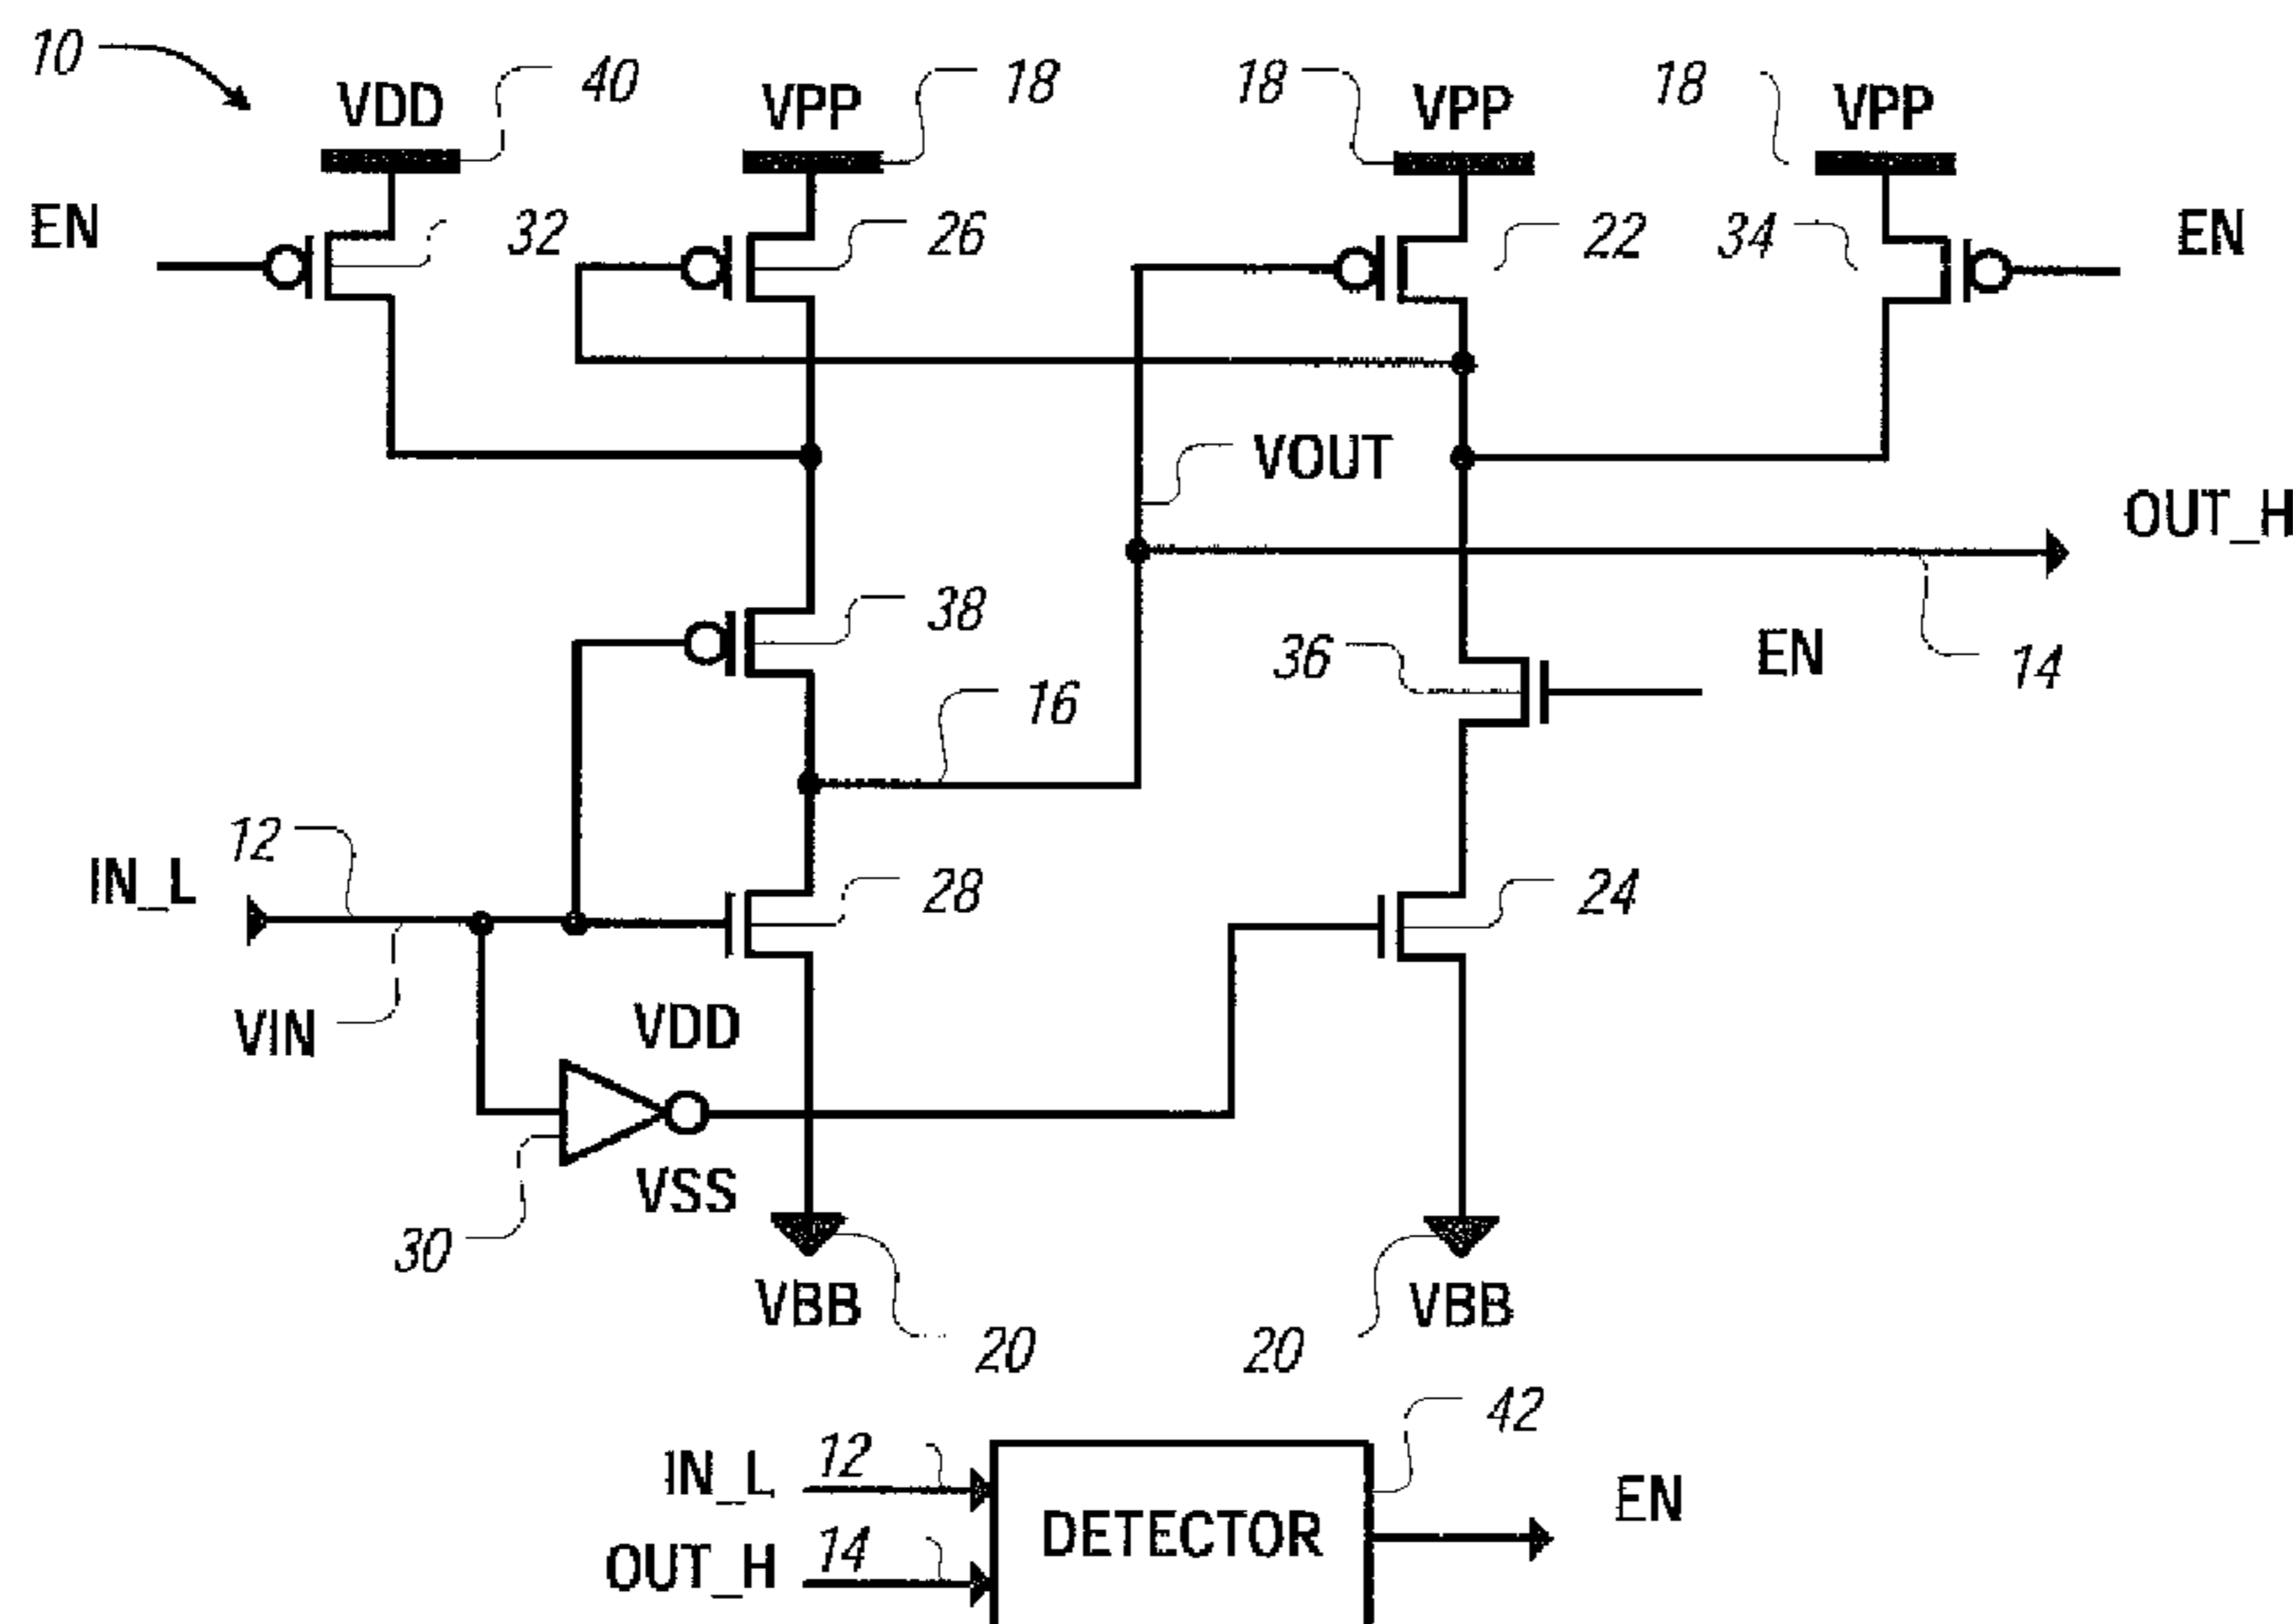 10
VDD
40
VPP
18
18
VPP
18
VPP
EN
32
26
22
34
EN
VOUT
OUT_H
38
36
EN
14
16
12
IN_L
28
24
VIN
VDD
VSS
30
VBB
20
20
VBB
42
IN_L
12
DETECTOR
EN
OUT_H
14